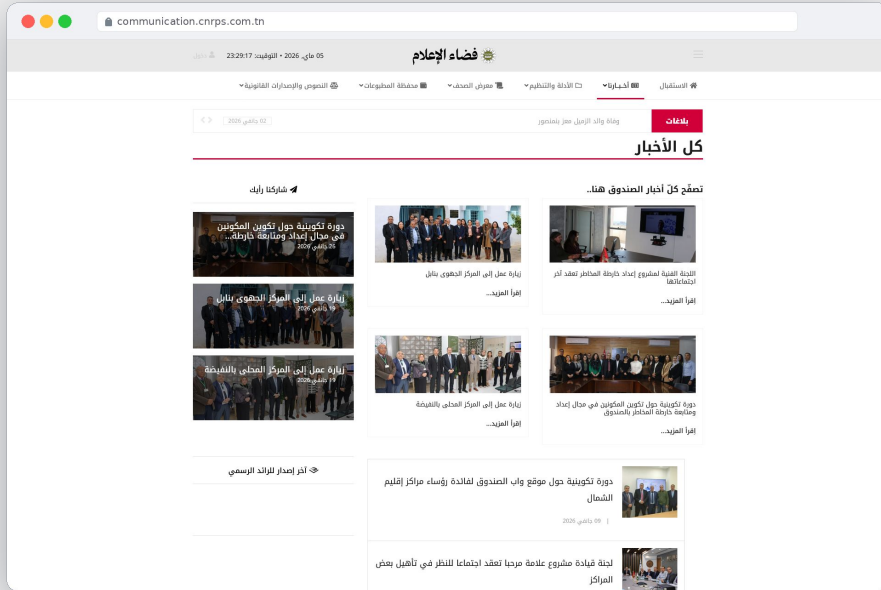 communication.cnrps.com.tn
فضاء الإعلام
05 ماي، 2026 • التوقيت: 23:29:17
دخول
الاستقبال
أخبارنا
الأدلة والتنظيم
معرض الصحف
محفظة المطبوعات
النصوص والإصدارات القانونية
بلاغات
وفاة والد الزميل معز بنمنصور
02 جانفي 2026
كل الأخبار
تصفّح كلّ أخبار الصندوق هنا..
اللجنة الفنية لمشروع إعداد خارطة المخاطر تعقد آخر
اجتماعاتها
إقرأ المزيد...
زيارة عمل إلى المركز الجهوي بنابل
إقرأ المزيد...
دورة تكوينية حول تكوين المكونين في مجال إعداد
ومتابعة خارطة المخاطر بالصندوق
إقرأ المزيد...
زيارة عمل إلى المركز المحلي بالنفيضة
إقرأ المزيد...
دورة تكوينية حول موقع واب الصندوق لفائدة رؤساء مراكز إقليم
الشمال
| 09 جانفي 2026
لجنة قيادة مشروع علامة مرحبا تعقد اجتماعا للنظر في تأهيل بعض
المراكز
شاركنا رأيك
دورة تكوينية حول تكوين المكونين
في مجال إعداد ومتابعة خارطة...
26 جانفي 2026
زيارة عمل إلى المركز الجهوي بنابل
19 جانفي 2026
زيارة عمل إلى المركز المحلي بالنفيضة
19 جانفي 2026
آخر إصدار للرائد الرسمي